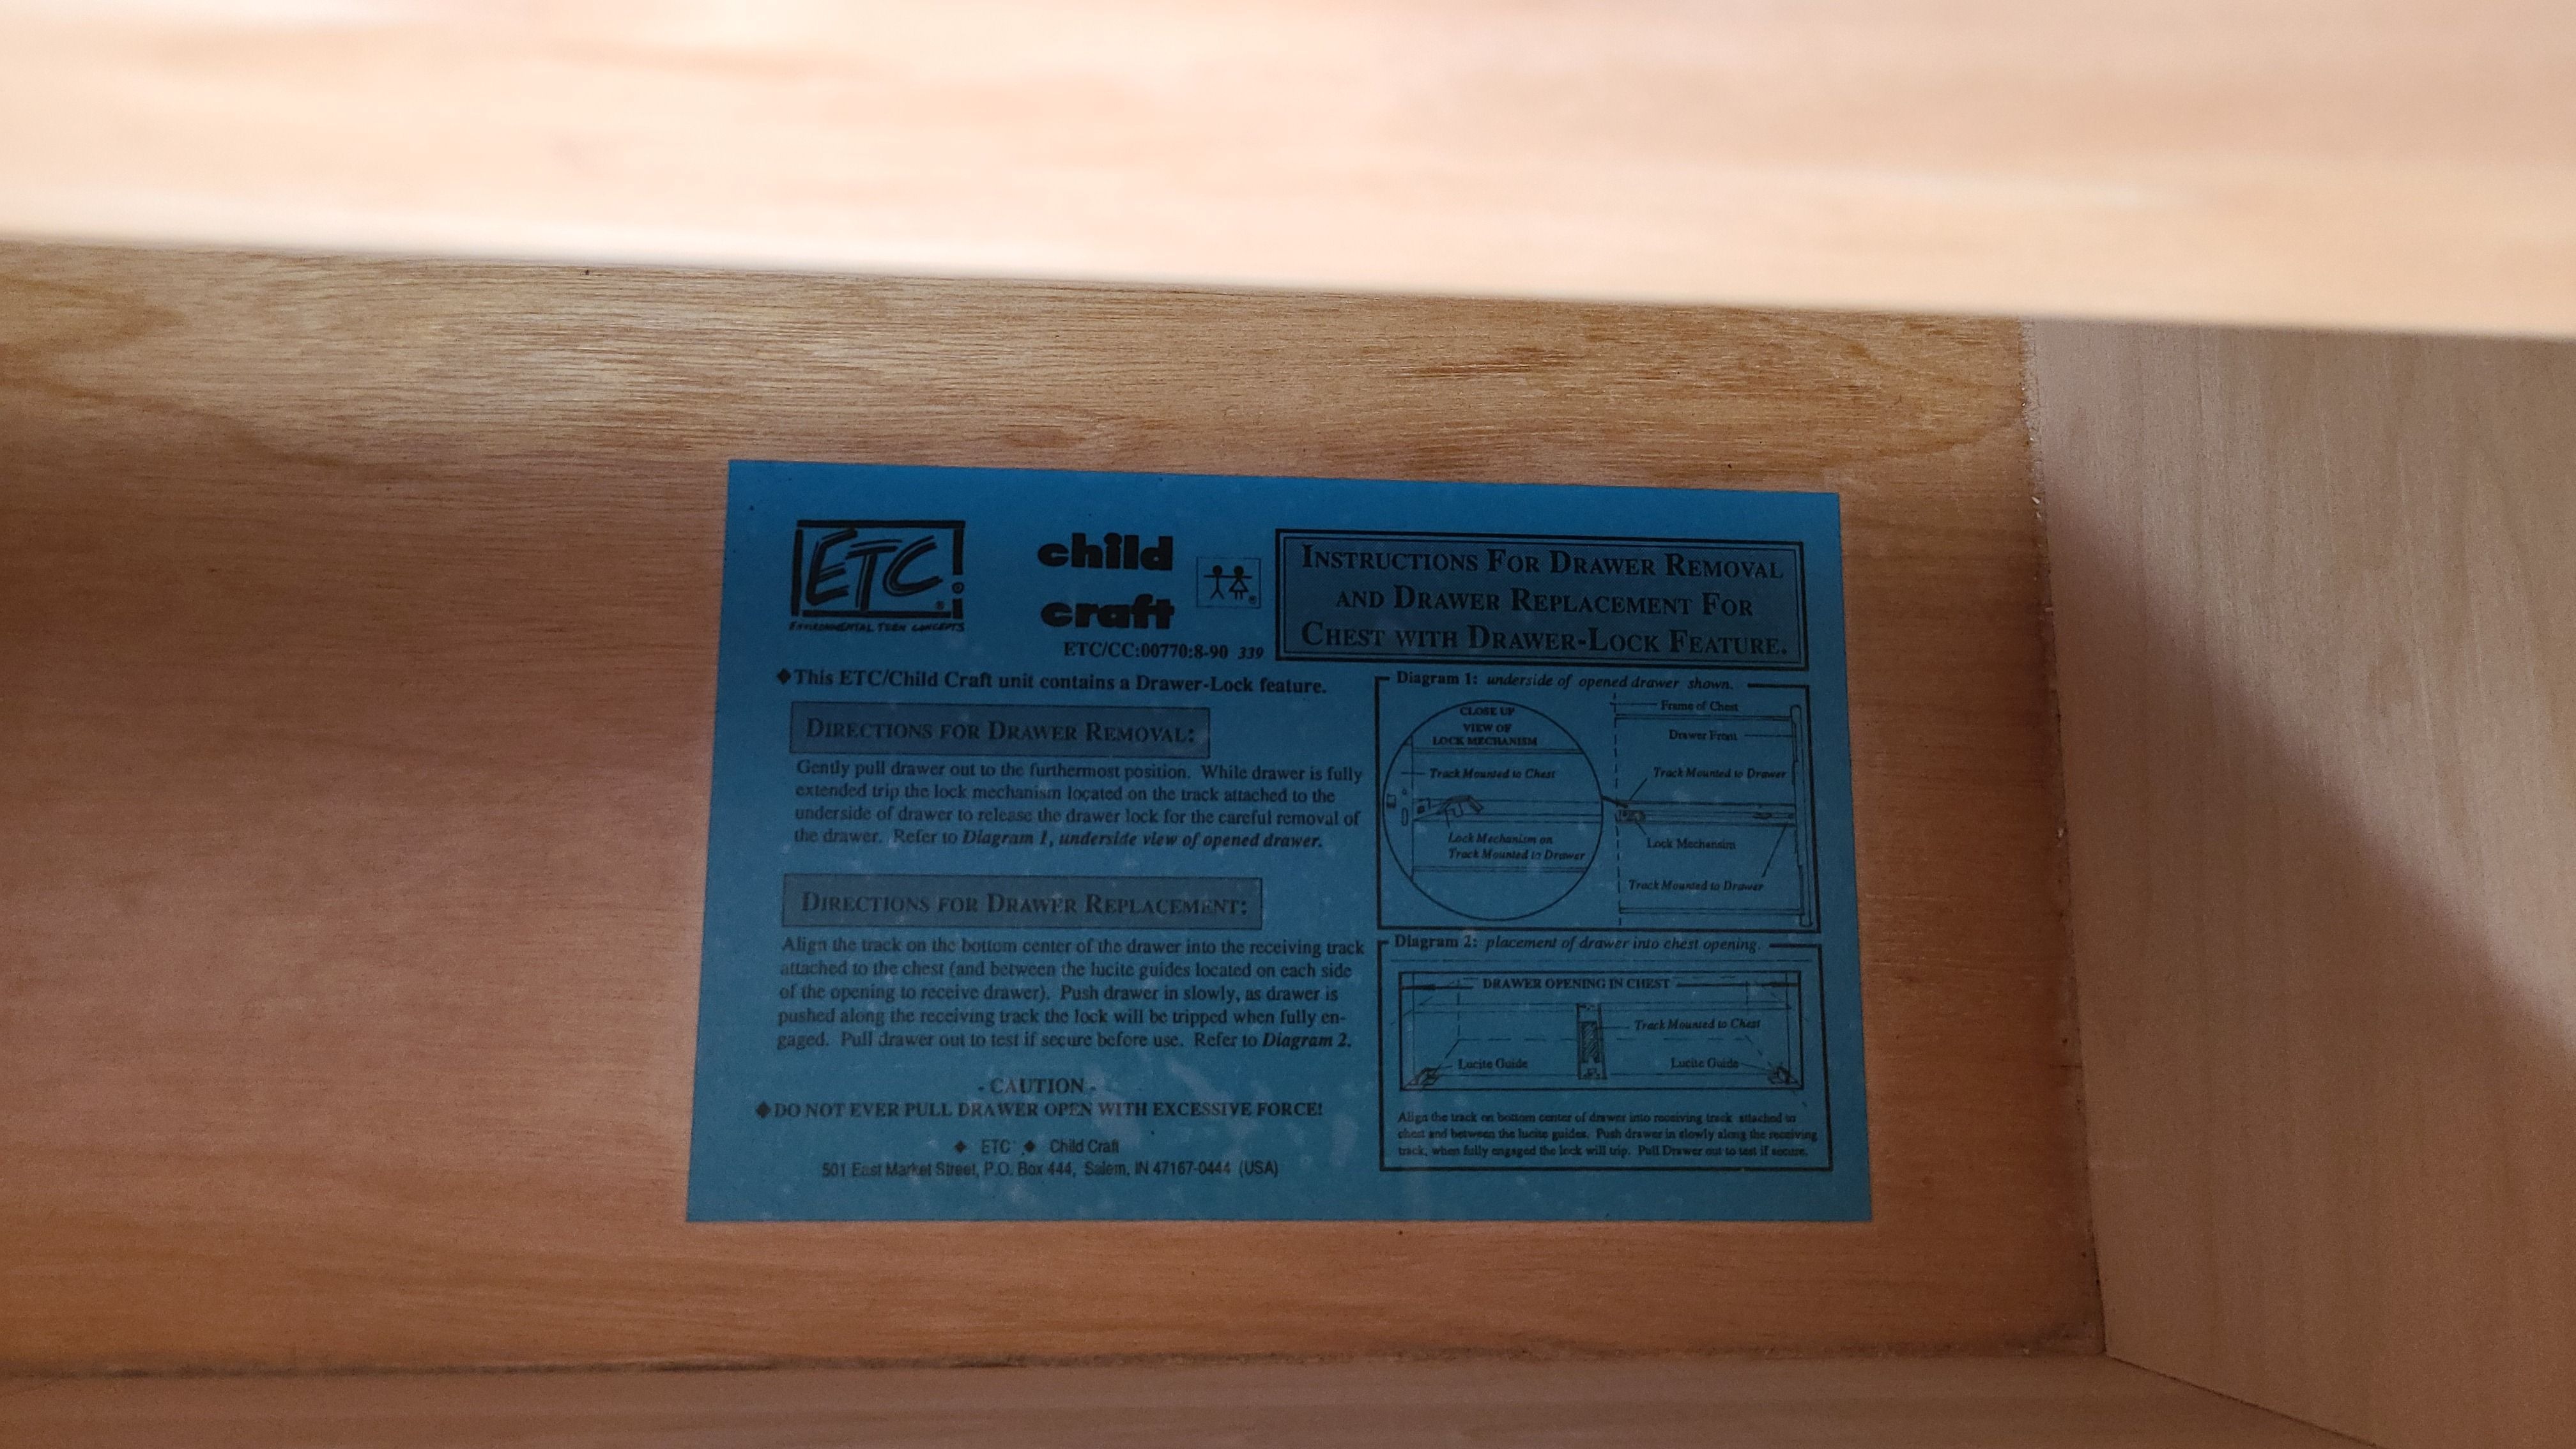 ETC!
ENVIRONMENTAL TEEN CONCEPTS
child
craft
ETC/CC:00770:8-90 339
INSTRUCTIONS FOR DRAWER REMOVAL
AND DRAWER REPLACEMENT FOR
CHEST WITH DRAWER-LOCK FEATURE.
◆This ETC/Child Craft unit contains a Drawer-Lock feature.
DIRECTIONS FOR DRAWER REMOVAL:
Gently pull drawer out to the furthermost position. While drawer is fully
extended trip the lock mechanism located on the track attached to the
underside of drawer to release the drawer lock for the careful removal of
the drawer. Refer to Diagram 1, underside view of opened drawer.
DIRECTIONS FOR DRAWER REPLACEMENT:
Align the track on the bottom center of the drawer into the receiving track
attached to the chest (and between the lucite guides located on each side
of the opening to receive drawer). Push drawer in slowly, as drawer is
pushed along the receiving track the lock will be tripped when fully en-
gaged. Pull drawer out to test if secure before use. Refer to Diagram 2.
- CAUTION -
◆DO NOT EVER PULL DRAWER OPEN WITH EXCESSIVE FORCE!
◆ ETC ◆ Child Craft
501 East Market Street, P.O. Box 444, Salem, IN 47167-0444 (USA)
Diagram 1: underside of opened drawer shown.
CLOSE UP
VIEW OF
LOCK MECHANISM
Track Mounted to Chest
Lock Mechanism on
Track Mounted to Drawer
Frame of Chest
Drawer Front
Track Mounted to Drawer
Lock Mechanism
Track Mounted to Drawer
Diagram 2: placement of drawer into chest opening.
DRAWER OPENING IN CHEST
Track Mounted to Chest
Lucite Guide
Lucite Guide
Align the track on bottom center of drawer into receiving track attached to
chest and between the lucite guides. Push drawer in slowly along the receiving
track, when fully engaged the lock will trip. Pull Drawer out to test if secure.